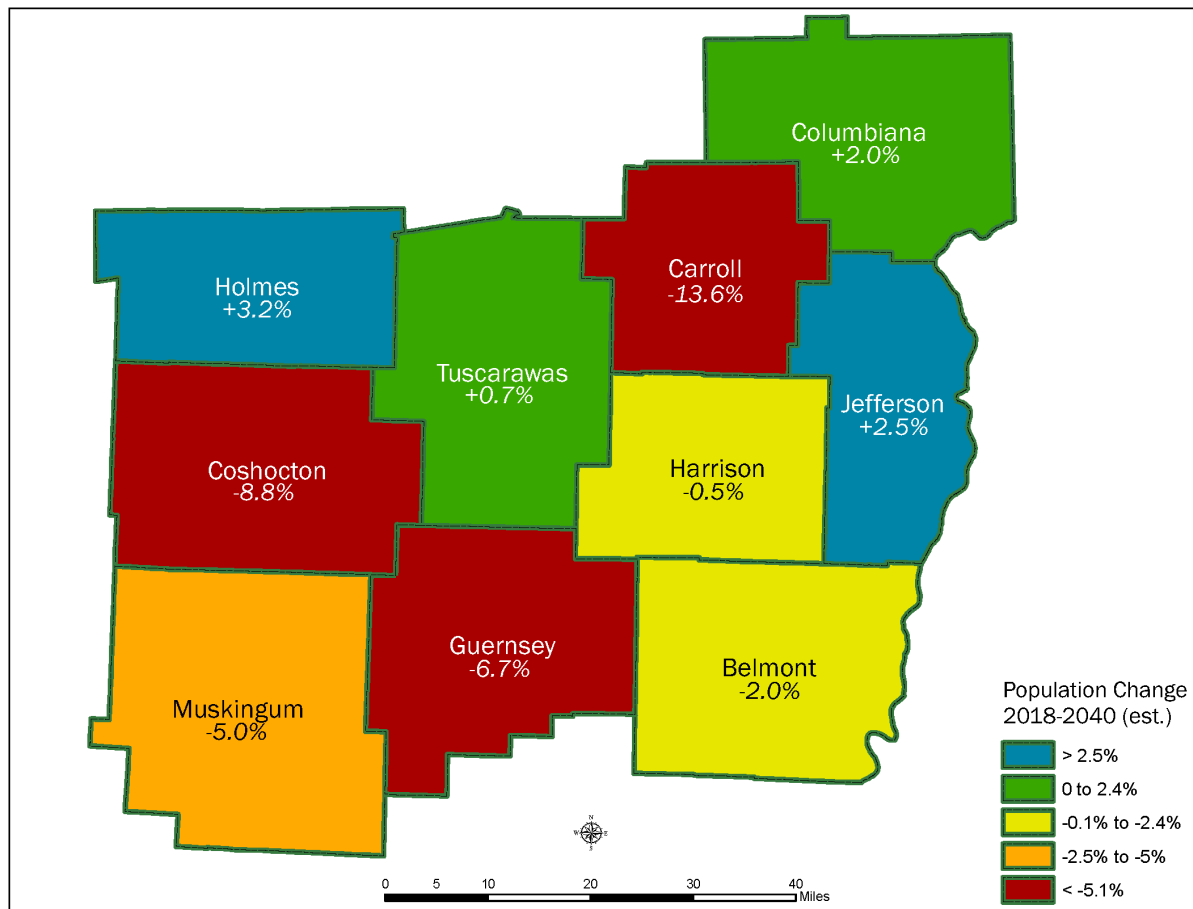 Columbiana
+2.0%
Carroll
-13.6%
Holmes
+3.2%
Tuscarawas
+0.7%
Jefferson
+2.5%
Coshocton
-8.8%
Harrison
-0.5%
Guernsey
-6.7%
Belmont
-2.0%
Muskingum
-5.0%
Population Change
2018-2040 (est.)
> 2.5%
0 to 2.4%
-0.1% to -2.4%
-2.5% to -5%
< -5.1%
N
W E
S
0 5 10 20 30 40
Miles